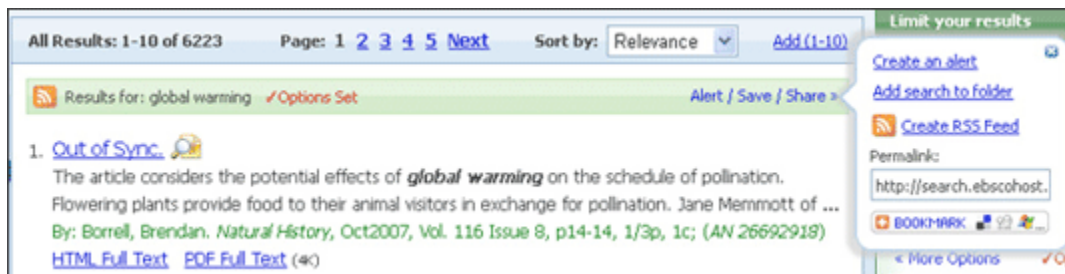 Limit your results
All Results: 1-10 of 6223 Page: 1 2 3 4 5 Next Sort by: Relevance Add (1-10)
Create an alert
Results for: global warming ✓Options Set Alert / Save / Share »
Add search to folder
Create RSS Feed
1. Out of Sync.
The article considers the potential effects of global warming on the schedule of pollination.
Permalink:
Flowering plants provide food to their animal visitors in exchange for pollination. Jane Memmott of ...
http://search.ebscohost.
By: Borrell, Brendan. Natural History, Oct2007, Vol. 116 Issue 8, p14-14, 1/3p, 1c; (AN 26692918)
BOOKMARK
HTML Full Text PDF Full Text (4K)
« More Options ✓O